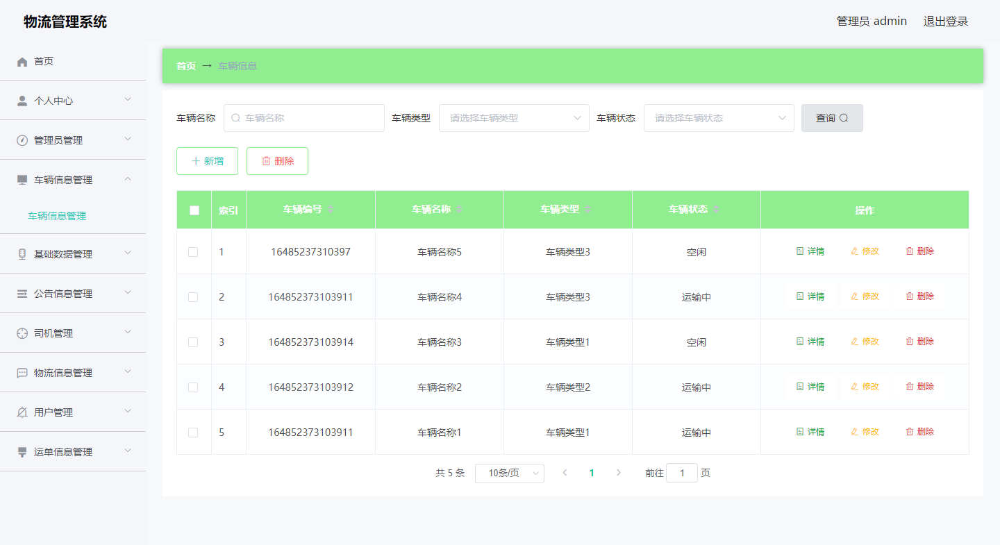 物流管理系统
管理员 admin 退出登录
首页
个人中心
管理员管理
车辆信息管理
车辆信息管理
基础数据管理
公告信息管理
司机管理
物流信息管理
用户管理
运单信息管理
首页 → 车辆信息
车辆名称 车辆名称 车辆类型 请选择车辆类型 车辆状态 请选择车辆状态 查询
新增 删除
索引 车辆编号 车辆名称 车辆类型 车辆状态 操作
1 16485237310397 车辆名称5 车辆类型3 空闲 详情 修改 删除
2 164852373103911 车辆名称4 车辆类型3 运输中 详情 修改 删除
3 164852373103914 车辆名称3 车辆类型1 空闲 详情 修改 删除
4 164852373103912 车辆名称2 车辆类型2 运输中 详情 修改 删除
5 164852373103911 车辆名称1 车辆类型1 运输中 详情 修改 删除
共 5 条 10条/页 1 前往 1 页